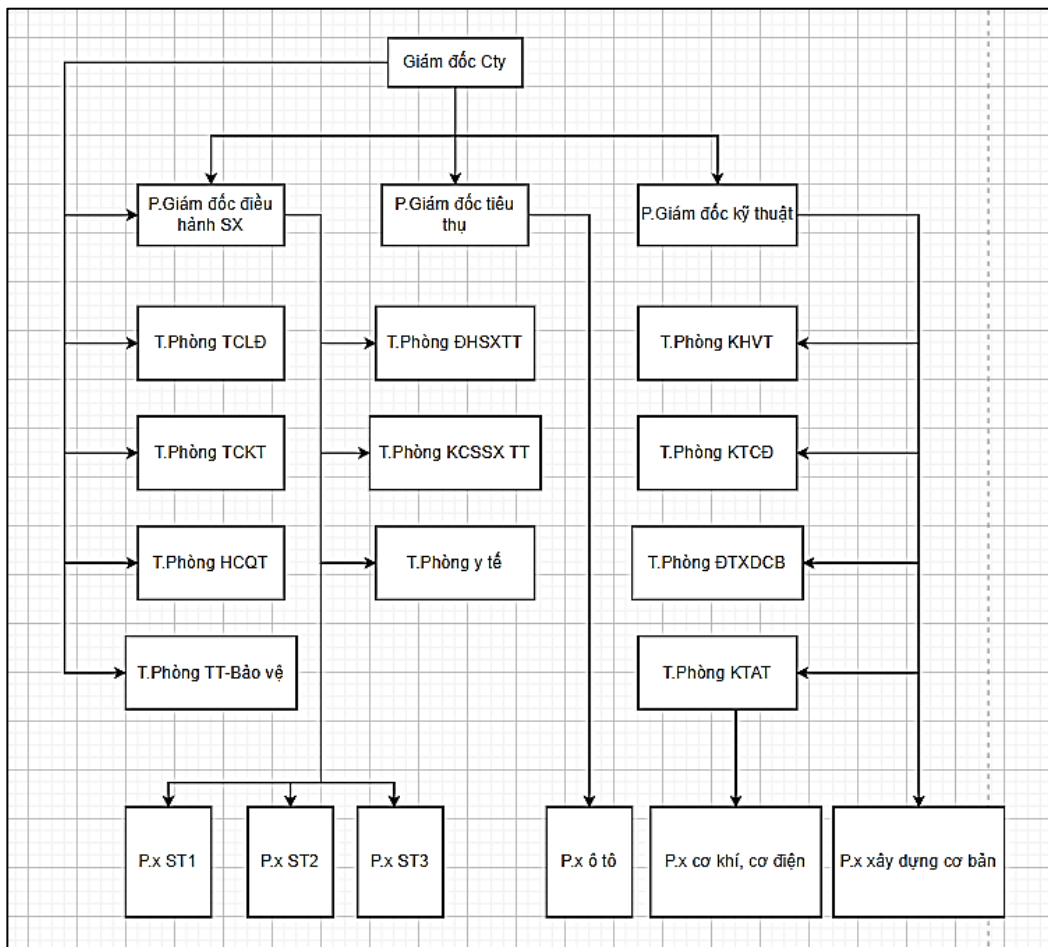 Giám đốc Cty
P.Giám đốc điều
hành SX
P.Giám đốc tiêu
thụ
P.Giám đốc kỹ thuật
T.Phòng TCLĐ
T.Phòng ĐHSXTT
T.Phòng KHVT
T.Phòng TCKT
T.Phòng KCSSX TT
T.Phòng KTCĐ
T.Phòng HCQT
T.Phòng y tế
T.Phòng ĐTXDCB
T.Phòng TT-Bảo vệ
T.Phòng KTAT
P.x ST1
P.x ST2
P.x ST3
P.x ô tô
P.x cơ khí, cơ điện
P.x xây dựng cơ bản